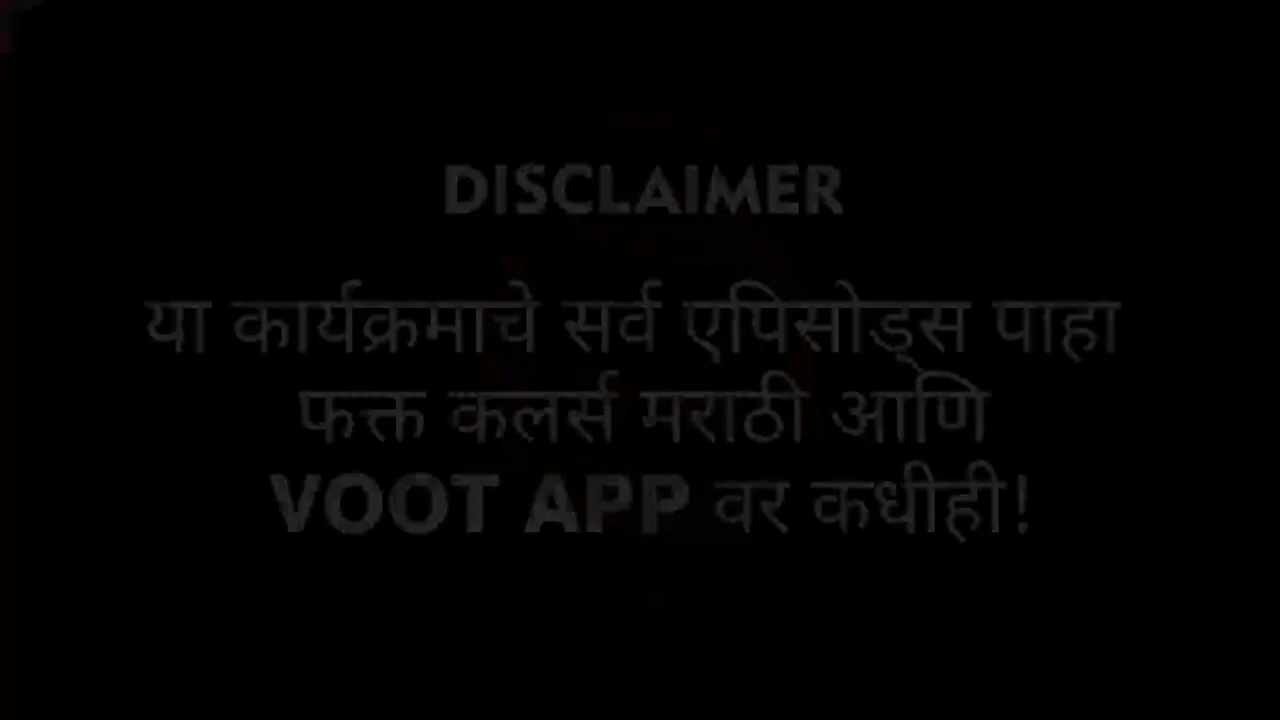 DISCLAIMER
या कार्यक्रमाचे सर्व एपिसोड्स पाहा
फक्त कलर्स मराठी आणि
VOOT APP वर कधीही!